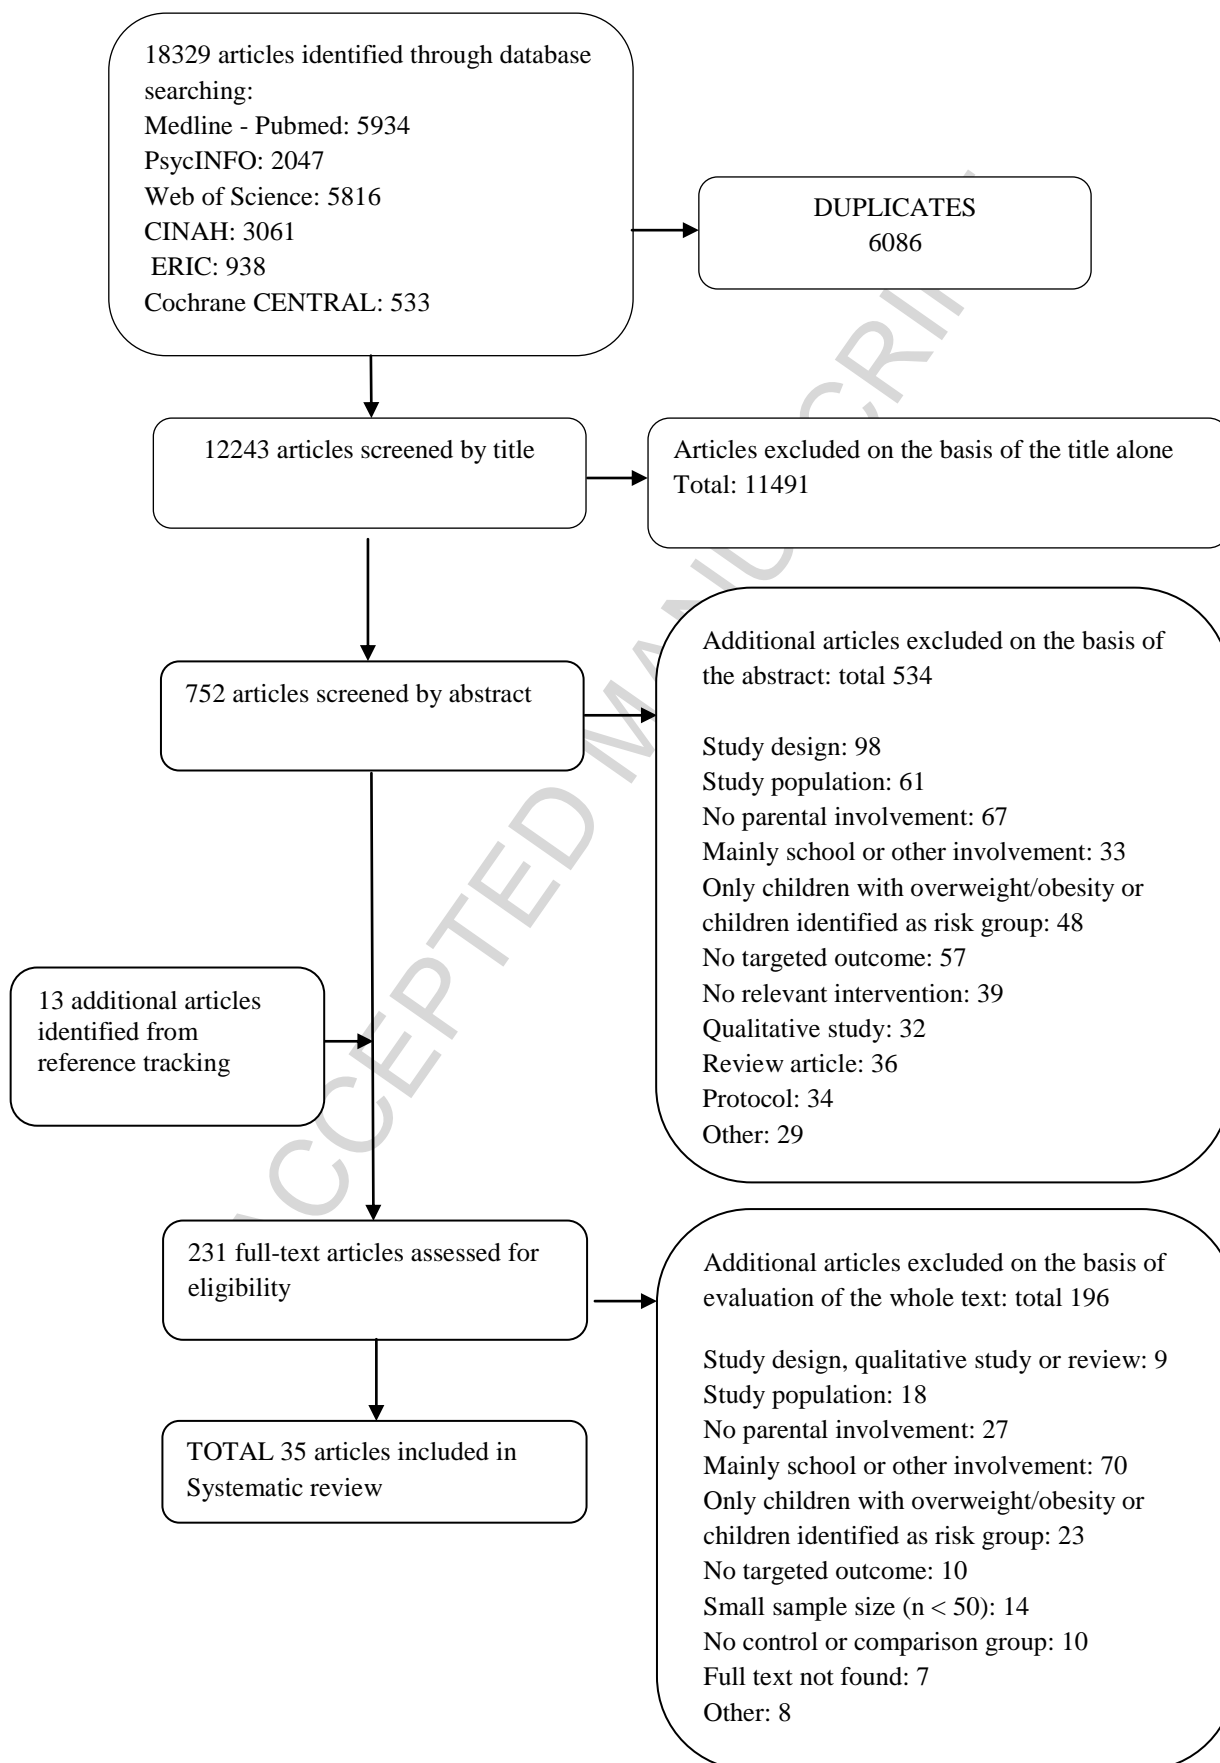 18329 articles identified through database
searching:
Medline - Pubmed: 5934
PsycINFO: 2047
Web of Science: 5816
CINAH: 3061
ERIC: 938
Cochrane CENTRAL: 533
DUPLICATES
6086
12243 articles screened by title
Articles excluded on the basis of the title alone
Total: 11491
752 articles screened by abstract
Additional articles excluded on the basis of
the abstract: total 534
Study design: 98
Study population: 61
No parental involvement: 67
Mainly school or other involvement: 33
Only children with overweight/obesity or
children identified as risk group: 48
No targeted outcome: 57
No relevant intervention: 39
Qualitative study: 32
Review article: 36
Protocol: 34
Other: 29
13 additional articles
identified from
reference tracking
231 full-text articles assessed for
eligibility
Additional articles excluded on the basis of
evaluation of the whole text: total 196
Study design, qualitative study or review: 9
Study population: 18
No parental involvement: 27
Mainly school or other involvement: 70
Only children with overweight/obesity or
children identified as risk group: 23
No targeted outcome: 10
Small sample size (n < 50): 14
No control or comparison group: 10
Full text not found: 7
Other: 8
TOTAL 35 articles included in
Systematic review
ACCEPTED MANUSCRIPT